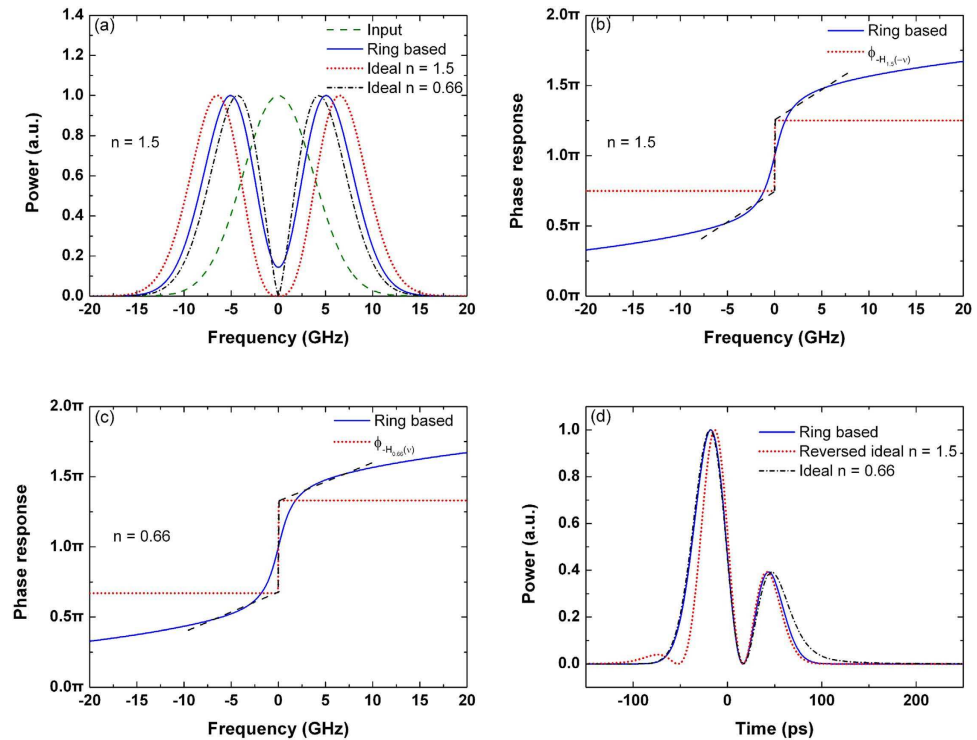 (a)
Input
Ring based
Ideal n = 1.5
Ideal n = 0.66
n = 1.5
Power (a.u.)
1.4
1.2
1.0
0.8
0.6
0.4
0.2
0.0
-20 -15 -10 -5 0 5 10 15 20
Frequency (GHz)
(b)
Ring based
ϕ-H1.5(-ν)
n = 1.5
Phase response
2.0π
1.5π
1.0π
0.5π
0.0π
-20 -15 -10 -5 0 5 10 15 20
Frequency (GHz)
(c)
Ring based
ϕ-H0.66(ν)
n = 0.66
Phase response
2.0π
1.5π
1.0π
0.5π
0.0π
-20 -15 -10 -5 0 5 10 15 20
Frequency (GHz)
(d)
Ring based
Reversed ideal n = 1.5
Ideal n = 0.66
Power (a.u.)
1.0
0.8
0.6
0.4
0.2
0.0
-100 0 100 200
Time (ps)